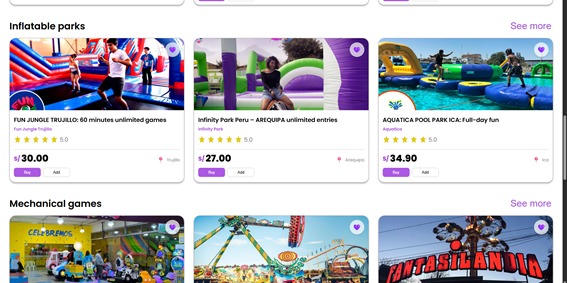 Inflatable parks
See more
FUN JUNGLE TRUJILLO: 60 minutes unlimited games
Fun Jungle Trujillo
5.0
S/ 30.00
Trujillo
Buy
Add
Infinity Park Peru – AREQUIPA unlimited entries
Infinity Park
5.0
S/ 27.00
Arequipa
Buy
Add
AQUATICA POOL PARK ICA: Full-day fun
Aquatica
5.0
S/ 34.90
Ica
Buy
Add
Mechanical games
See more
CELEBREMOS
FANTASILANDIA